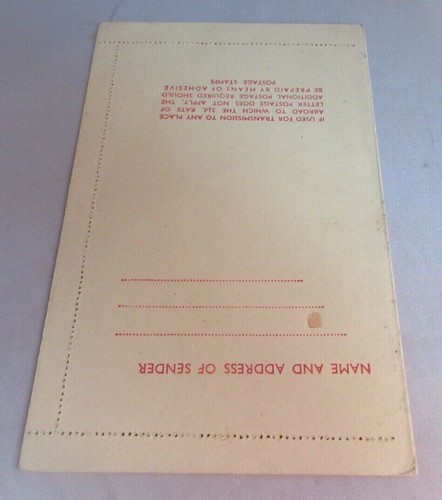 NAME AND ADDRESS OF SENDER
IF USED FOR TRANSMISSION TO ANY PLACE
ABROAD TO WHICH THE 2½d. RATE OF
LETTER POSTAGE DOES NOT APPLY, THE
ADDITIONAL POSTAGE REQUIRED SHOULD
BE PREPAID BY MEANS OF ADHESIVE
POSTAGE STAMPS